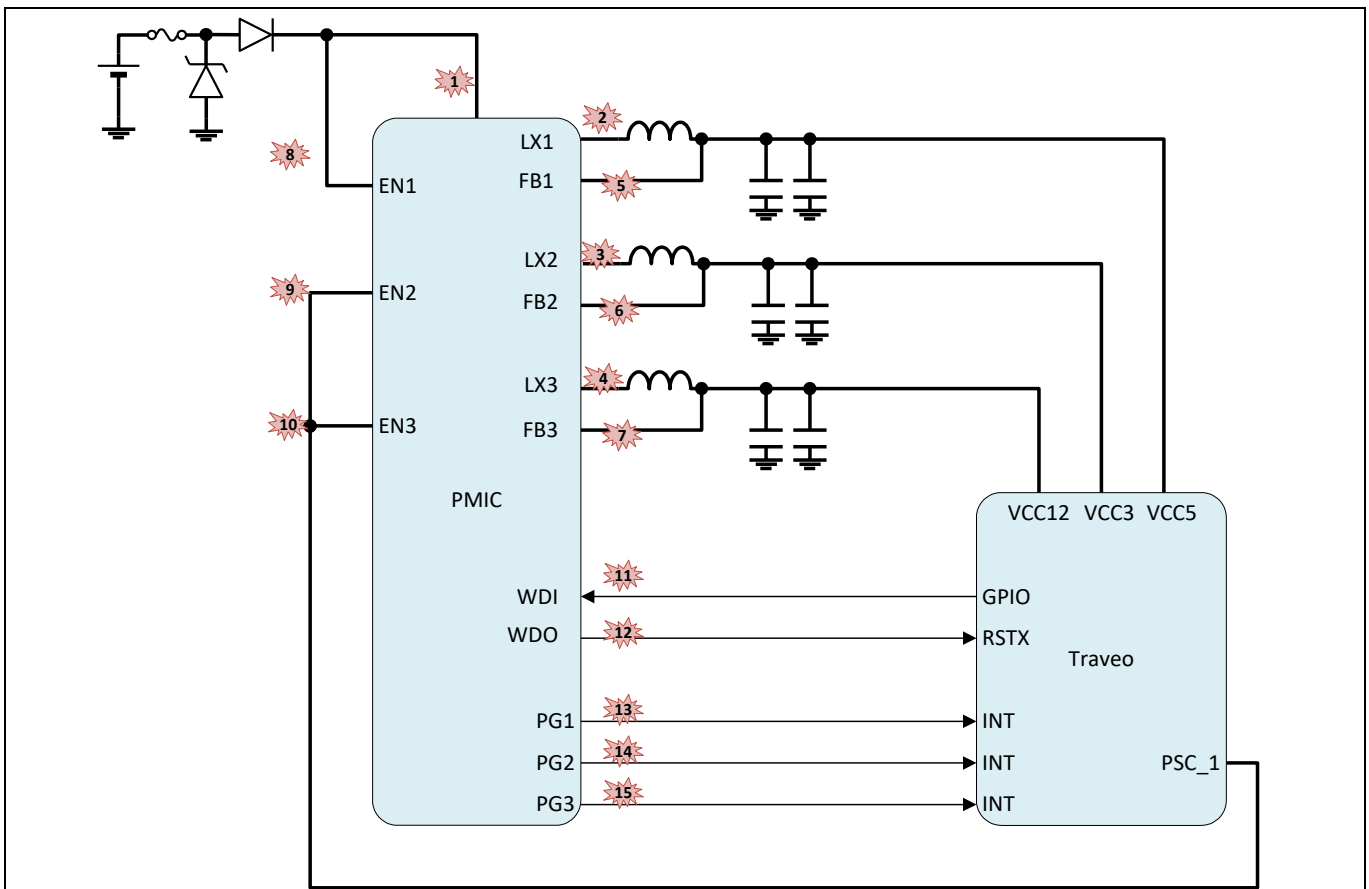 1
2
LX1
8
EN1
FB1
5
LX2
3
9
EN2
FB2
6
LX3
4
10
EN3
FB3
7
PMIC
VCC12 VCC3 VCC5
11
WDI
GPIO
WDO
12
RSTX
Traveo
PG1
13
INT
PG2
14
INT
PSC_1
PG3
15
INT